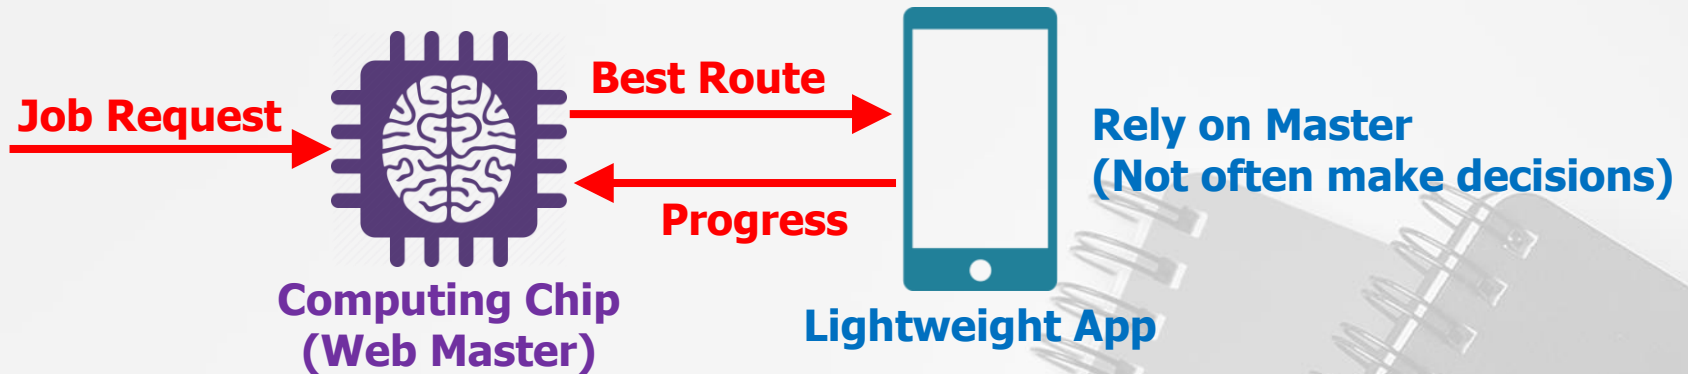 Job Request
Best Route
Progress
Computing Chip
(Web Master)
Lightweight App
Rely on Master
(Not often make decisions)